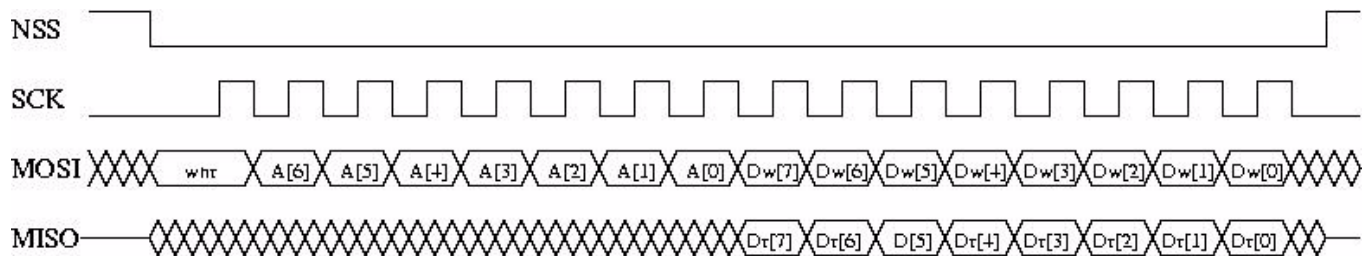 NSS
SCK
MOSI whr A[6] A[5] A[4] A[3] A[2] A[1] A[0] Dw[7] Dw[6] Dw[5] Dw[4] Dw[3] Dw[2] Dw[1] Dw[0]
MISO Dr[7] Dr[6] D[5] Dr[4] Dr[3] Dr[2] Dr[1] Dr[0]